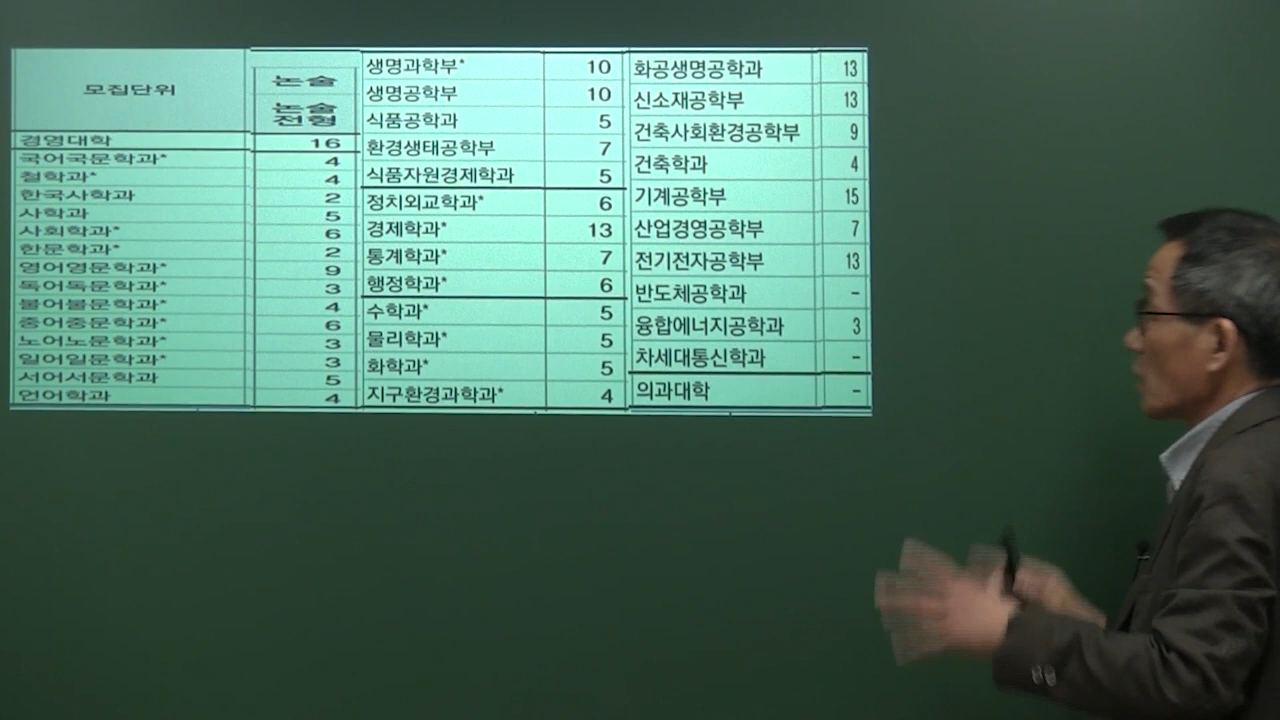 모집단위 논술
논술
전형
경영대학 16
국어국문학과* 4
철학과* 4
한국사학과 2
사학과 5
사회학과* 6
한문학과* 2
영어영문학과* 9
독어독문학과* 3
불어불문학과* 4
중어중문학과* 6
노어노문학과* 3
일어일문학과* 3
서어서문학과 5
언어학과 4
생명과학부* 10
생명공학부 10
식품공학과 5
환경생태공학부 7
식품자원경제학과 5
정치외교학과* 6
경제학과* 13
통계학과* 7
행정학과* 6
수학과* 5
물리학과* 5
화학과* 5
지구환경과학과* 4
화공생명공학과 13
신소재공학부 13
건축사회환경공학부 9
건축학과 4
기계공학부 15
산업경영공학부 7
전기전자공학부 13
반도체공학과 -
융합에너지공학과 3
차세대통신학과 -
의과대학 -